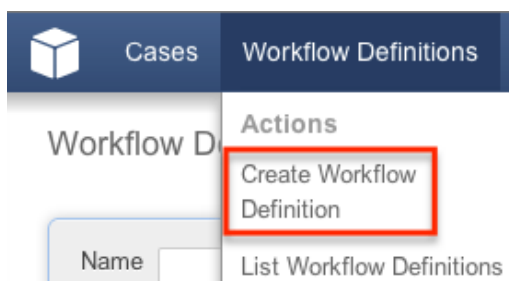 Cases Workflow Definitions
Workflow D
Actions
Create Workflow
Definition
Name
List Workflow Definitions